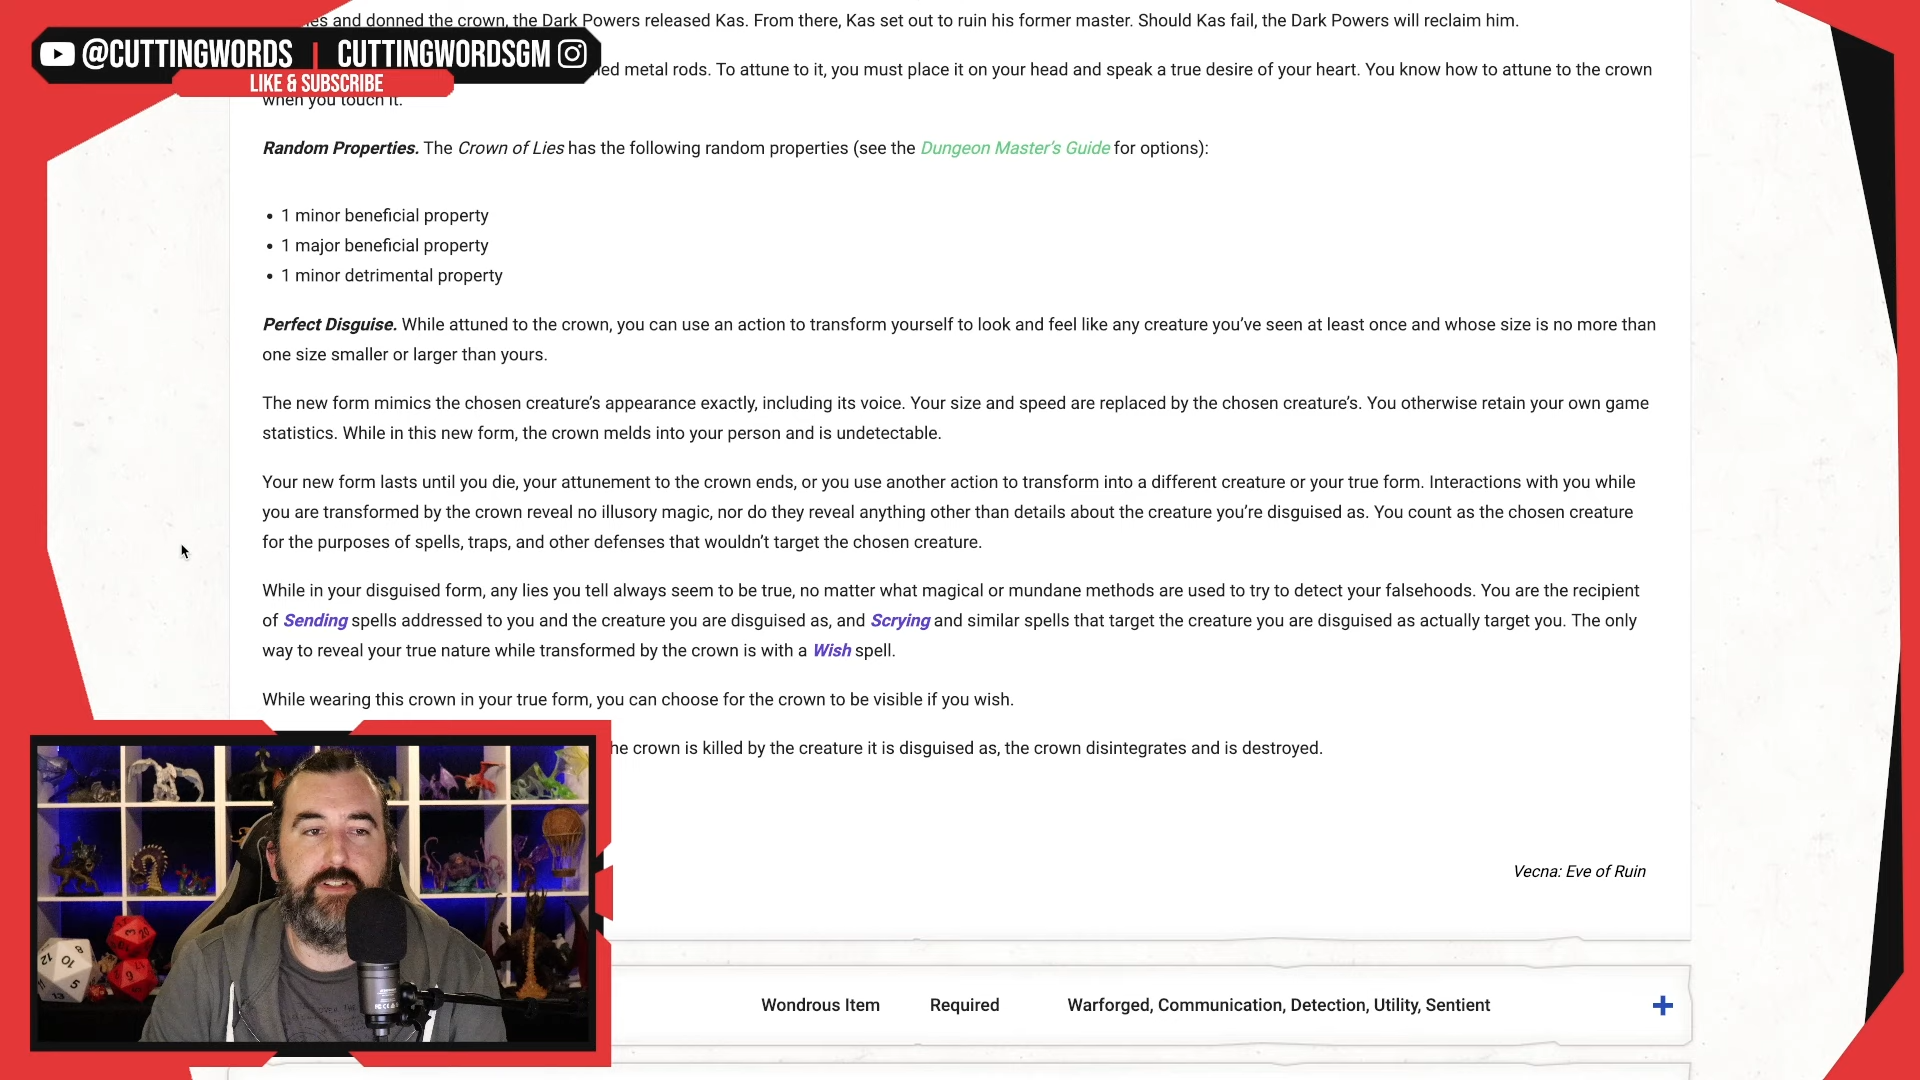 es and donned the crown, the Dark Powers released Kas. From there, Kas set out to ruin his former master. Should Kas fail, the Dark Powers will reclaim him.
@CUTTINGWORDS | CUTTINGWORDSGM
LIKE & SUBSCRIBE
ed metal rods. To attune to it, you must place it on your head and speak a true desire of your heart. You know how to attune to the crown
when you touch it.
Random Properties. The Crown of Lies has the following random properties (see the Dungeon Master's Guide for options):
• 1 minor beneficial property
• 1 major beneficial property
• 1 minor detrimental property
Perfect Disguise. While attuned to the crown, you can use an action to transform yourself to look and feel like any creature you've seen at least once and whose size is no more than
one size smaller or larger than yours.
The new form mimics the chosen creature's appearance exactly, including its voice. Your size and speed are replaced by the chosen creature's. You otherwise retain your own game
statistics. While in this new form, the crown melds into your person and is undetectable.
Your new form lasts until you die, your attunement to the crown ends, or you use another action to transform into a different creature or your true form. Interactions with you while
you are transformed by the crown reveal no illusory magic, nor do they reveal anything other than details about the creature you're disguised as. You count as the chosen creature
for the purposes of spells, traps, and other defenses that wouldn't target the chosen creature.
While in your disguised form, any lies you tell always seem to be true, no matter what magical or mundane methods are used to try to detect your falsehoods. You are the recipient
of Sending spells addressed to you and the creature you are disguised as, and Scrying and similar spells that target the creature you are disguised as actually target you. The only
way to reveal your true nature while transformed by the crown is with a Wish spell.
While wearing this crown in your true form, you can choose for the crown to be visible if you wish.
he crown is killed by the creature it is disguised as, the crown disintegrates and is destroyed.
Vecna: Eve of Ruin
Wondrous Item Required Warforged, Communication, Detection, Utility, Sentient +